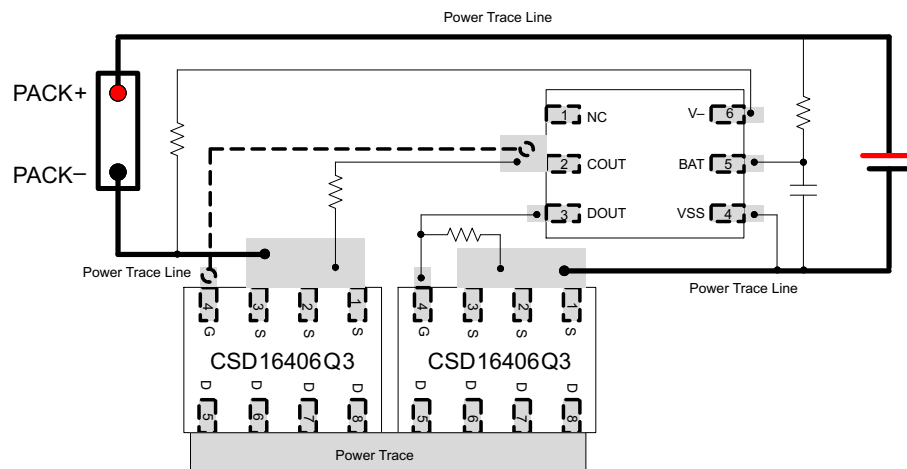 Power Trace Line
PACK+
PACK–
1 NC
V– 6
2 COUT
BAT 5
3 DOUT
VSS 4
Power Trace Line
Power Trace Line
4 3 2 1
G S S S
CSD16406Q3
D D D D
5 6 7 8
4 3 2 1
G S S S
CSD16406Q3
D D D D
5 6 7 8
Power Trace